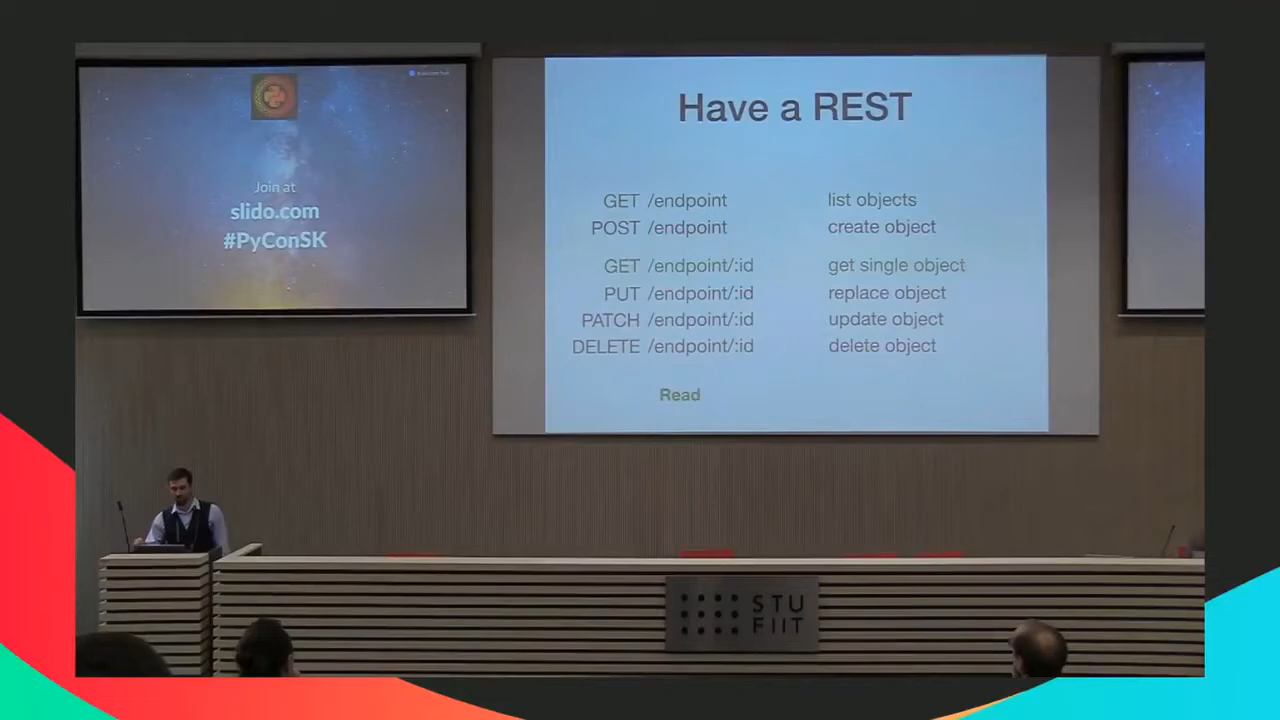 Join at
slido.com
#PyConSK
Have a REST
GET /endpoint list objects
POST /endpoint create object
GET /endpoint/:id get single object
PUT /endpoint/:id replace object
PATCH /endpoint/:id update object
DELETE /endpoint/:id delete object
Read
STU
FIIT